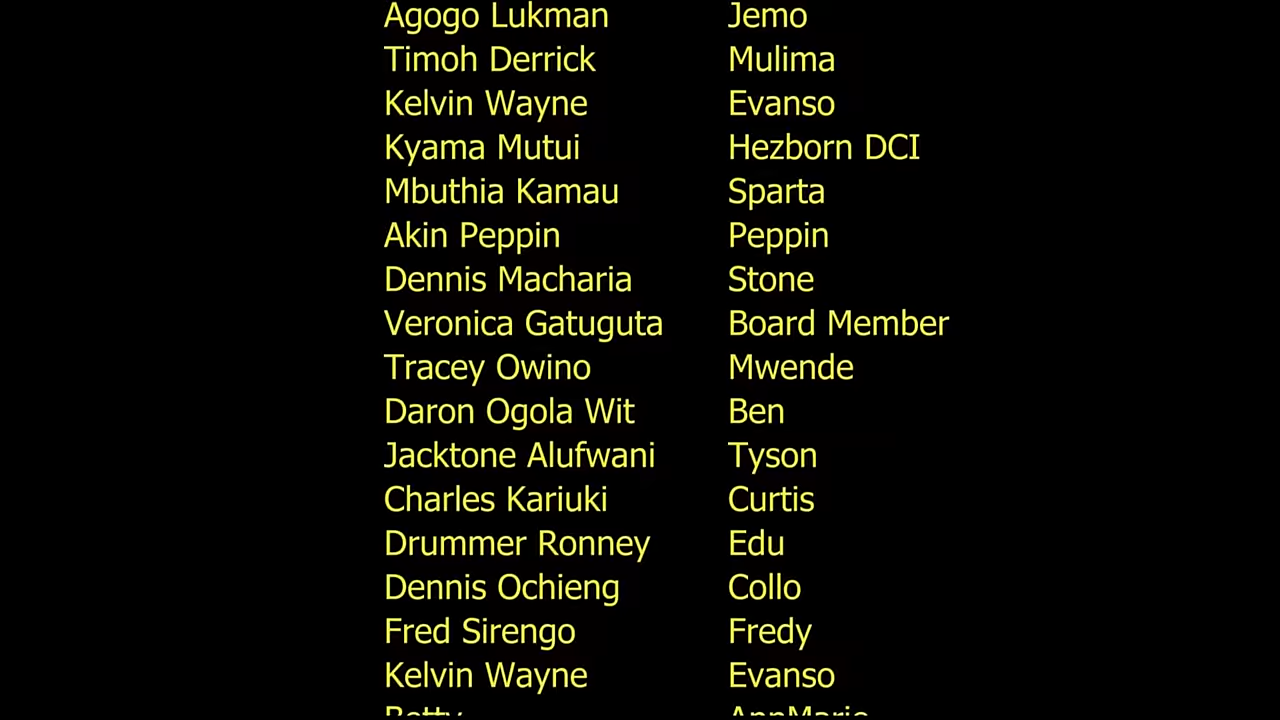 Agogo Lukman Jemo
Timoh Derrick Mulima
Kelvin Wayne Evanso
Kyama Mutui Hezborn DCI
Mbuthia Kamau Sparta
Akin Peppin Peppin
Dennis Macharia Stone
Veronica Gatuguta Board Member
Tracey Owino Mwende
Daron Ogola Wit Ben
Jacktone Alufwani Tyson
Charles Kariuki Curtis
Drummer Ronney Edu
Dennis Ochieng Collo
Fred Sirengo Fredy
Kelvin Wayne Evanso
Betty AnnMarie